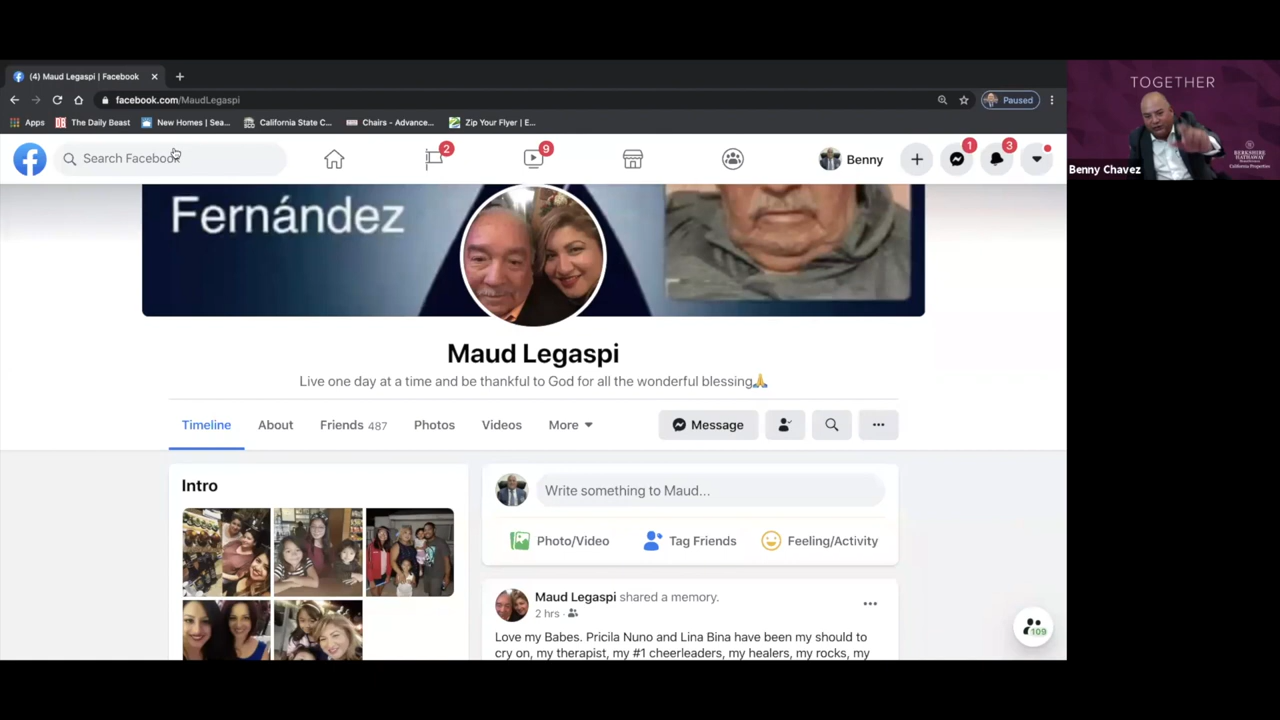 (4) Maud Legaspi | Facebook
facebook.com/MaudLegaspi
Paused
Apps
The Daily Beast
New Homes | Sea...
California State C...
Chairs - Advance...
Zip Your Flyer | E...
Search Facebook
2
9
Benny
1
3
Fernández
Maud Legaspi
Live one day at a time and be thankful to God for all the wonderful blessing🙏
Timeline
About
Friends 487
Photos
Videos
More
Message
Intro
Write something to Maud...
Photo/Video
Tag Friends
Feeling/Activity
Maud Legaspi shared a memory.
2 hrs ·
Love my Babes. Pricila Nuno and Lina Bina have been my should to
cry on, my therapist, my #1 cheerleaders, my healers, my rocks, my
109
TOGETHER
BERKSHIRE
HATHAWAY
California Properties
Benny Chavez